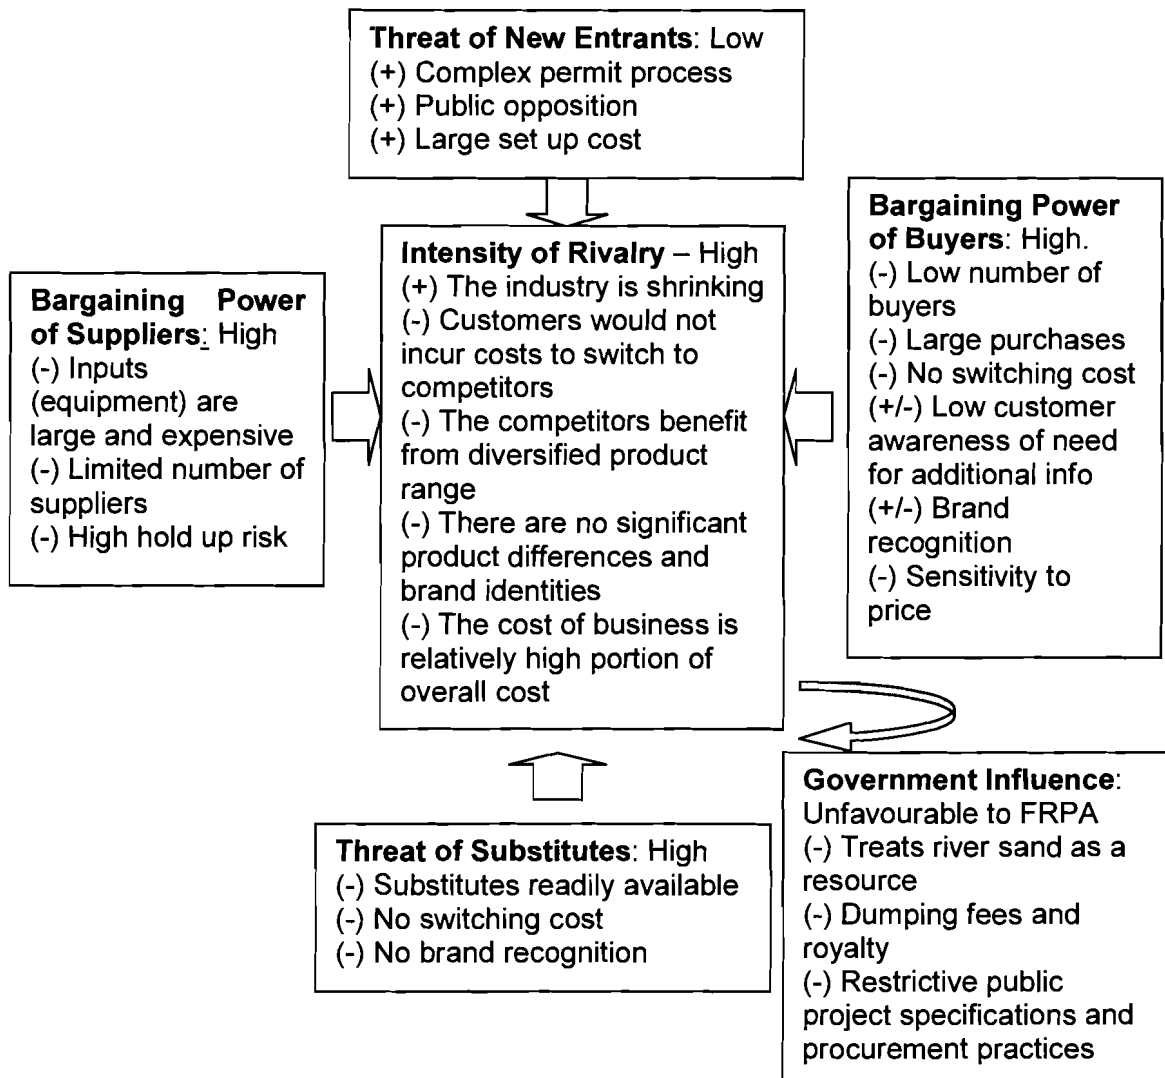 Threat of New Entrants: Low
(+) Complex permit process
(+) Public opposition
(+) Large set up cost
Bargaining Power
of Buyers: High.
(-) Low number of
buyers
(-) Large purchases
(-) No switching cost
(+/-) Low customer
awareness of need
for additional info
(+/-) Brand
recognition
(-) Sensitivity to
price
Intensity of Rivalry – High
(+) The industry is shrinking
(-) Customers would not
incur costs to switch to
competitors
(-) The competitors benefit
from diversified product
range
(-) There are no significant
product differences and
brand identities
(-) The cost of business is
relatively high portion of
overall cost
Bargaining Power
of Suppliers: High
(-) Inputs
(equipment) are
large and expensive
(-) Limited number of
suppliers
(-) High hold up risk
Government Influence:
Unfavourable to FRPA
(-) Treats river sand as a
resource
(-) Dumping fees and
royalty
(-) Restrictive public
project specifications and
procurement practices
Threat of Substitutes: High
(-) Substitutes readily available
(-) No switching cost
(-) No brand recognition